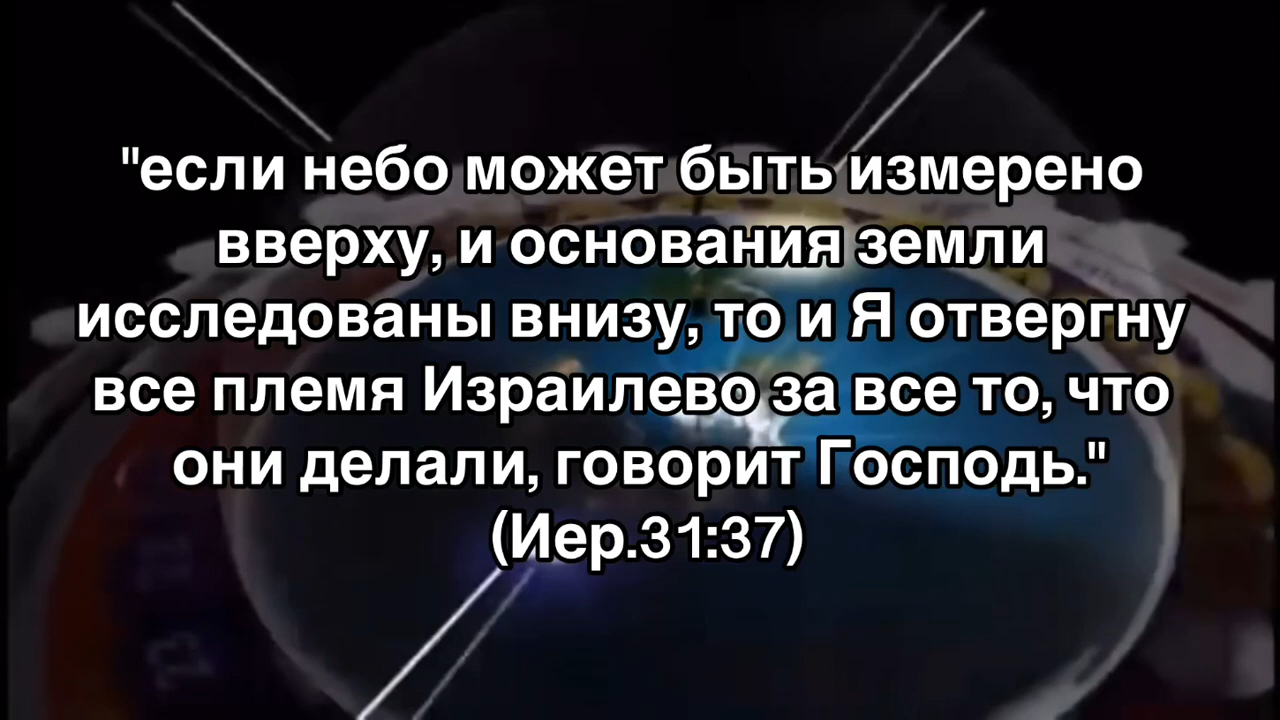 "если небо может быть измерено
вверху, и основания земли
исследованы внизу, то и Я отвергну
все племя Израилево за все то, что
они делали, говорит Господь."
(Иер.31:37)